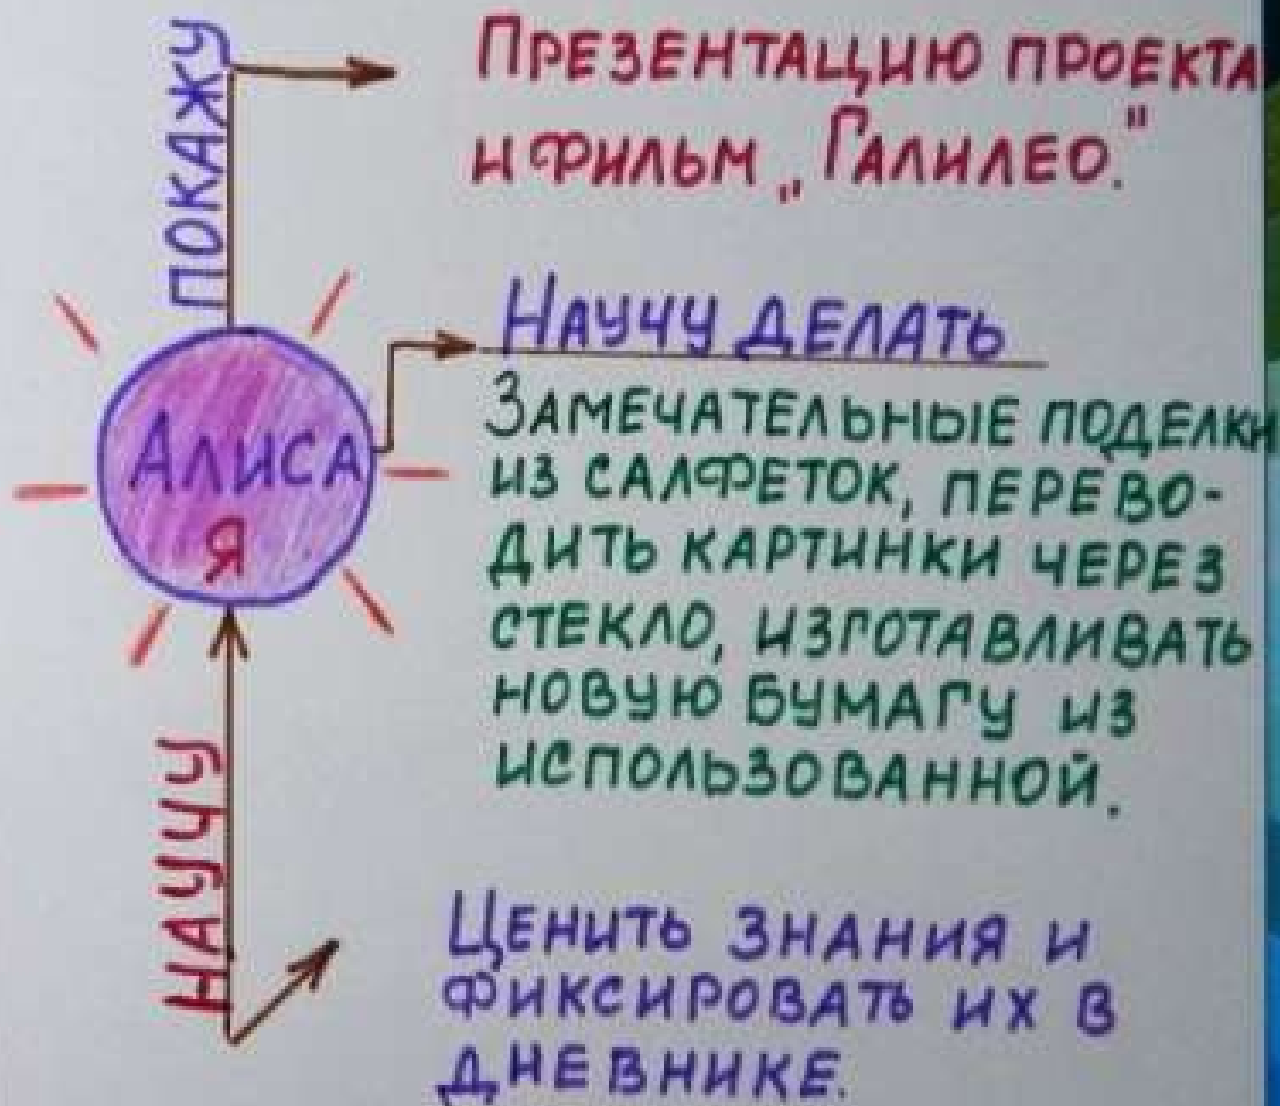 ПОКАЖУ
ПРЕЗЕНТАЦИЮ ПРОЕКТА
И ФИЛЬМ „ГАЛИЛЕО."
НАУЧУ ДЕЛАТЬ
ЗАМЕЧАТЕЛЬНЫЕ ПОДЕЛКИ
ИЗ САЛФЕТОК, ПЕРЕВО-
ДИТЬ КАРТИНКИ ЧЕРЕЗ
СТЕКЛО, ИЗГОТАВЛИВАТЬ
НОВУЮ БУМАГУ ИЗ
ИСПОЛЬЗОВАННОЙ.
АЛИСА
Я
НАУЧУ
ЦЕНИТЬ ЗНАНИЯ И
ФИКСИРОВАТЬ ИХ В
ДНЕВНИКЕ.